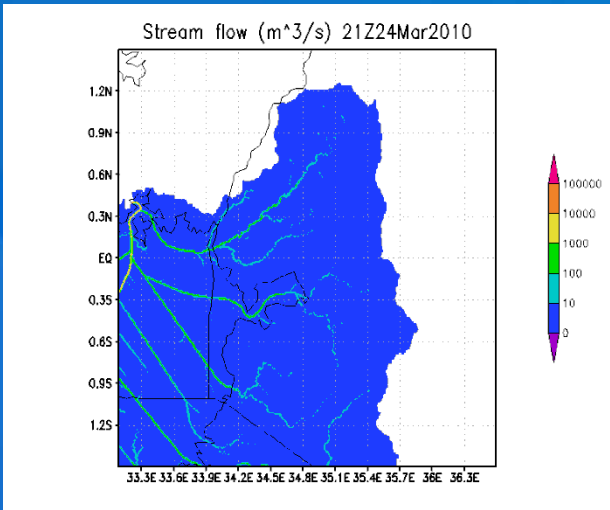 Stream flow (m^3/s) 21Z24Mar2010
1.2N
0.9N
0.6N
0.3N
EQ
0.3S
0.6S
0.9S
1.2S
33.3E 33.6E 33.9E 34.2E 34.5E 34.8E 35.1E 35.4E 35.7E 36E 36.3E
100000
10000
1000
100
10
0